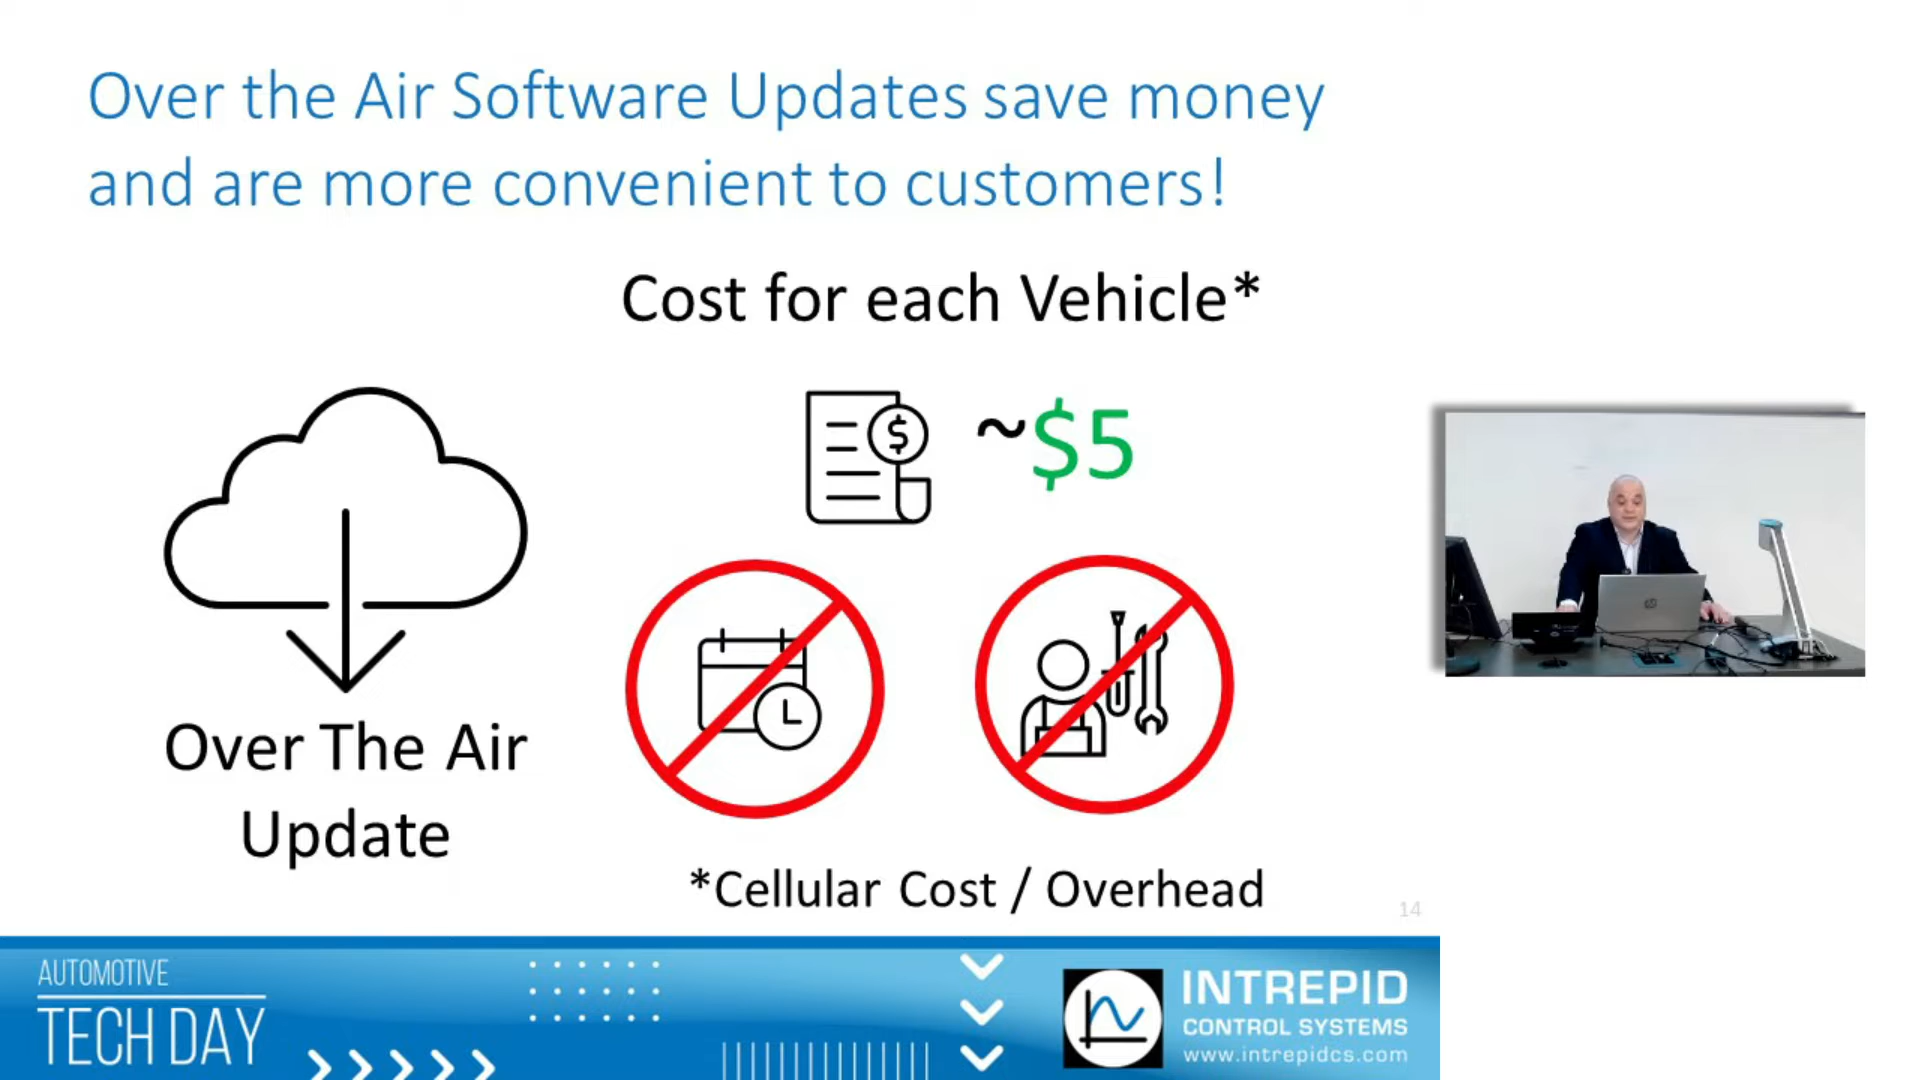 Over the Air Software Updates save money
and are more convenient to customers!
Cost for each Vehicle*
$
~$5
Over The Air
Update
*Cellular Cost / Overhead
14
AUTOMOTIVE
TECH DAY
INTREPID
CONTROL SYSTEMS
www.intrepidcs.com